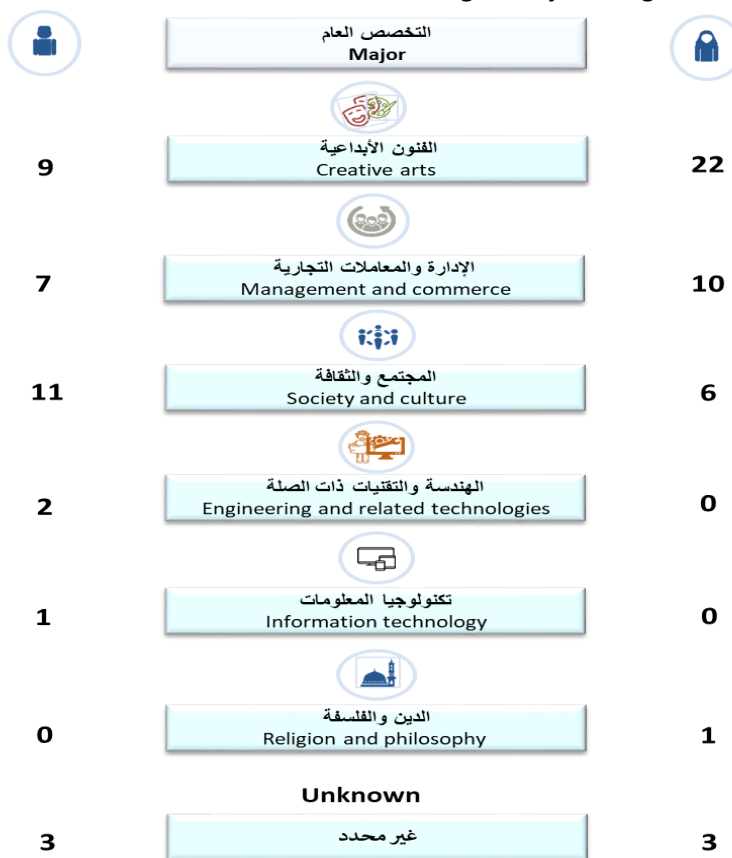 التخصص العام
Major
الفنون الأبداعية
9 Creative arts 22
الإدارة والمعاملات التجارية
7 Management and commerce 10
المجتمع والثقافة
11 Society and culture 6
الهندسة والتقنيات ذات الصلة
2 Engineering and related technologies 0
تكنولوجيا المعلومات
1 Information technology 0
الدين والفلسفة
0 Religion and philosophy 1
Unknown
3 غير محدد 3